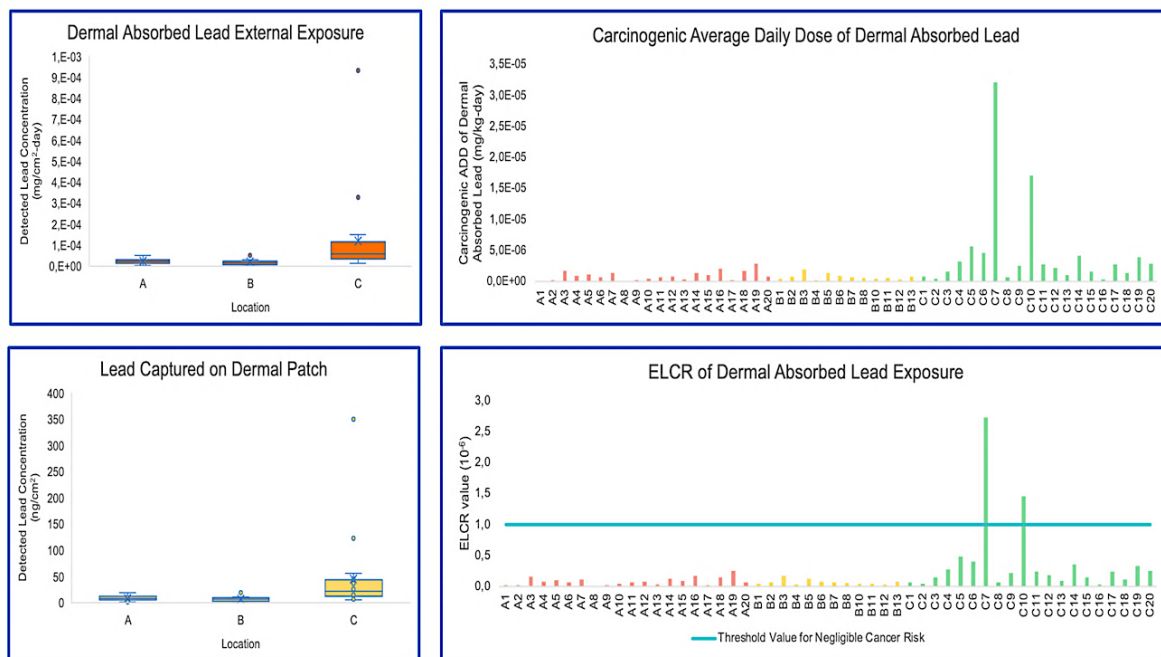 Dermal Absorbed Lead External Exposure
Detected Lead Concentration
(mg/cm²-day)
1,E-03
9,E-04
8,E-04
7,E-04
6,E-04
5,E-04
4,E-04
3,E-04
2,E-04
1,E-04
0,E+00
A B C
Location
Carcinogenic Average Daily Dose of Dermal Absorbed Lead
Carcinogenic ADD of Dermal
Absorbed Lead (mg/kg-day)
3,5E-05
3,0E-05
2,5E-05
2,0E-05
1,5E-05
1,0E-05
5,0E-06
0,0E+00
A1 A2 A3 A4 A5 A6 A7 A8 A9 A10 A11 A12 A13 A14 A15 A16 A17 A18 A19 A20 B1 B2 B3 B4 B5 B6 B7 B8 B10 B11 B12 B13 C1 C2 C3 C4 C5 C6 C7 C8 C9 C10 C11 C12 C13 C14 C15 C16 C17 C18 C19 C20
Lead Captured on Dermal Patch
Detected Lead Concentration
(ng/cm²)
400
350
300
250
200
150
100
50
0
A B C
Location
ELCR of Dermal Absorbed Lead Exposure
ELCR value (10⁻⁶)
3,0
2,5
2,0
1,5
1,0
0,5
0,0
A1 A2 A3 A4 A5 A6 A7 A8 A9 A10 A11 A12 A13 A14 A15 A16 A17 A18 A19 A20 B1 B2 B3 B4 B5 B6 B7 B8 B10 B11 B12 B13 C1 C2 C3 C4 C5 C6 C7 C8 C9 C10 C11 C12 C13 C14 C15 C16 C17 C18 C19 C20
Threshold Value for Negligible Cancer Risk